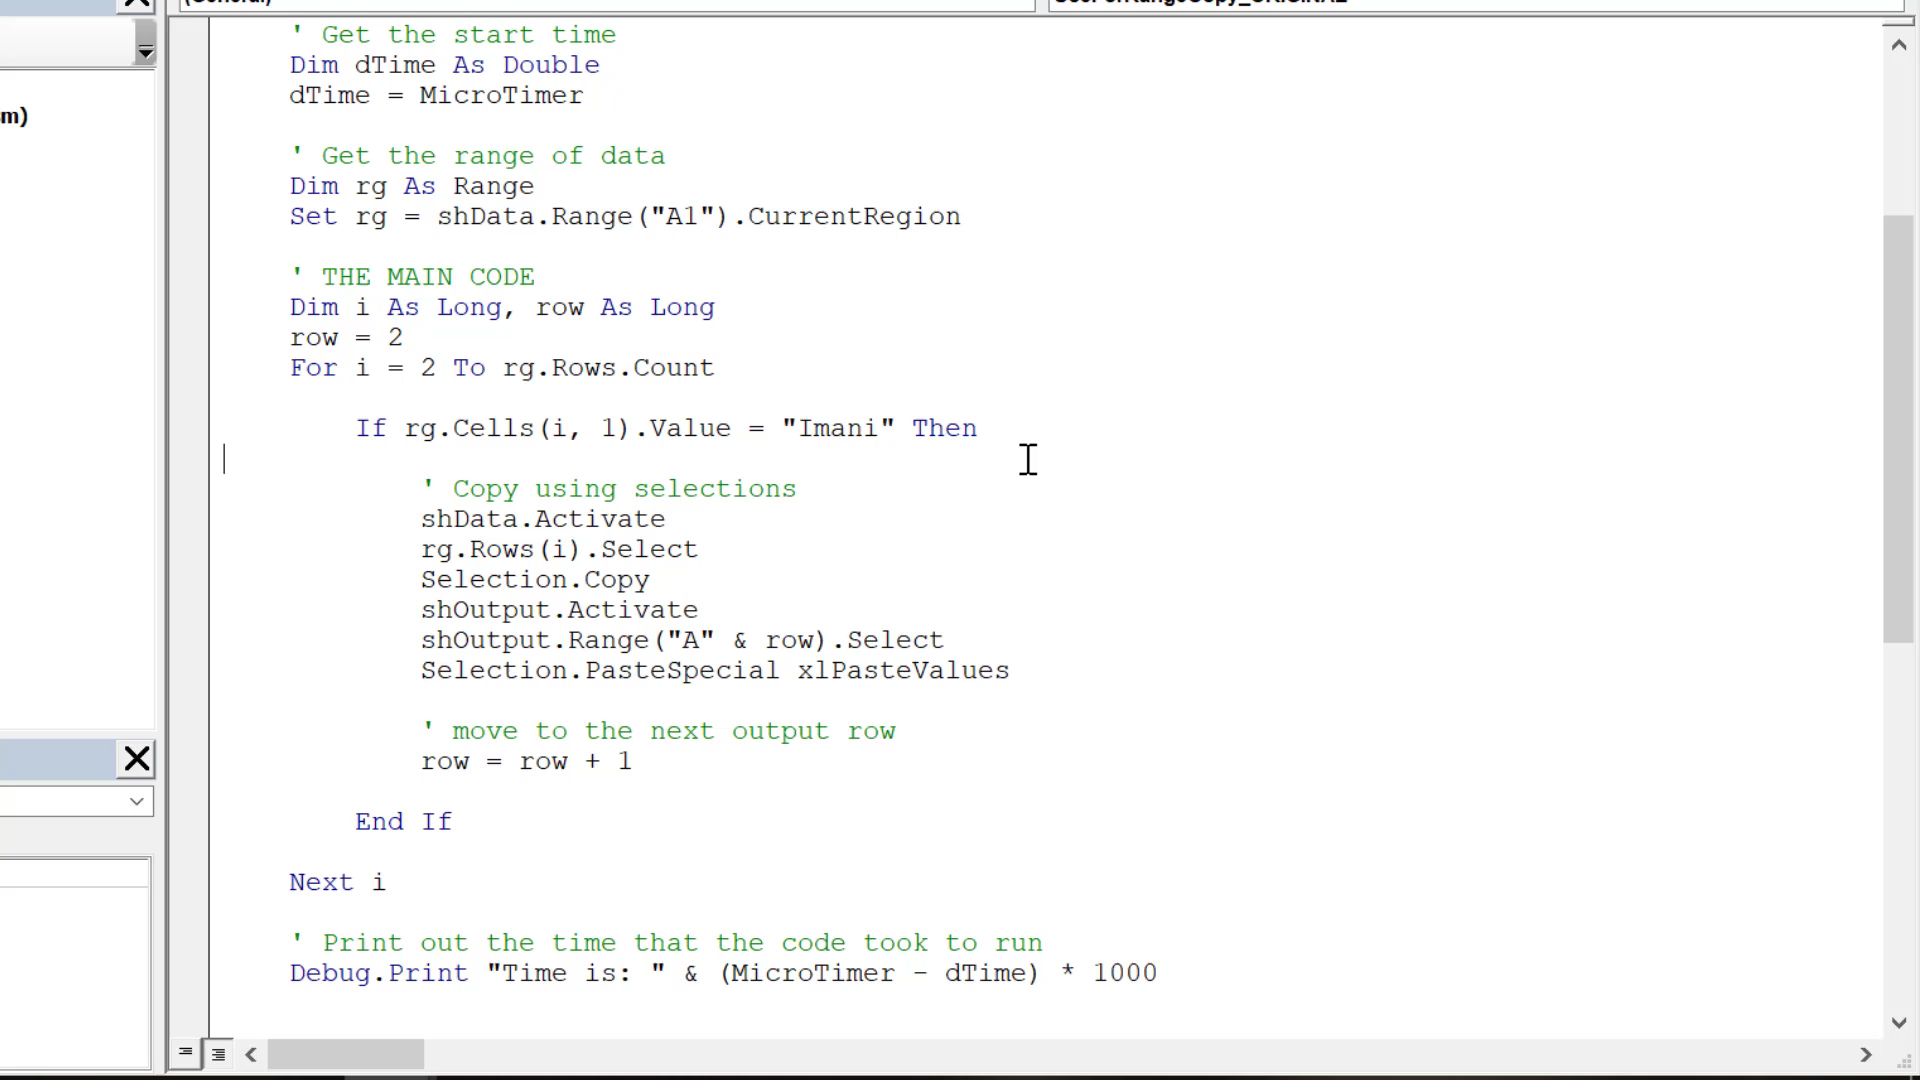 ' Get the start time
Dim dTime As Double
dTime = MicroTimer
m)
' Get the range of data
Dim rg As Range
Set rg = shData.Range("A1").CurrentRegion
' THE MAIN CODE
Dim i As Long, row As Long
row = 2
For i = 2 To rg.Rows.Count
If rg.Cells(i, 1).Value = "Imani" Then
' Copy using selections
shData.Activate
rg.Rows(i).Select
Selection.Copy
shOutput.Activate
shOutput.Range("A" & row).Select
Selection.PasteSpecial xlPasteValues
' move to the next output row
row = row + 1
End If
Next i
' Print out the time that the code took to run
Debug.Print "Time is: " & (MicroTimer - dTime) * 1000